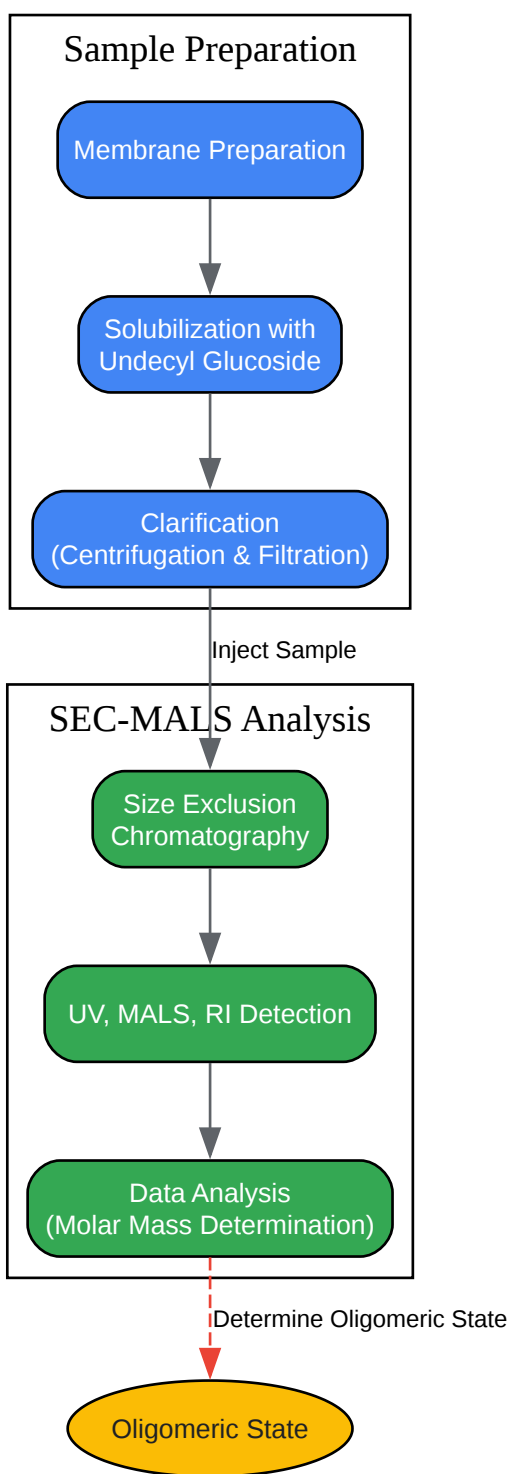 Sample Preparation
Membrane Preparation
Solubilization with
Undecyl Glucoside
Clarification
(Centrifugation & Filtration)
Inject Sample
SEC-MALS Analysis
Size Exclusion
Chromatography
UV, MALS, RI Detection
Data Analysis
(Molar Mass Determination)
Determine Oligomeric State
Oligomeric State